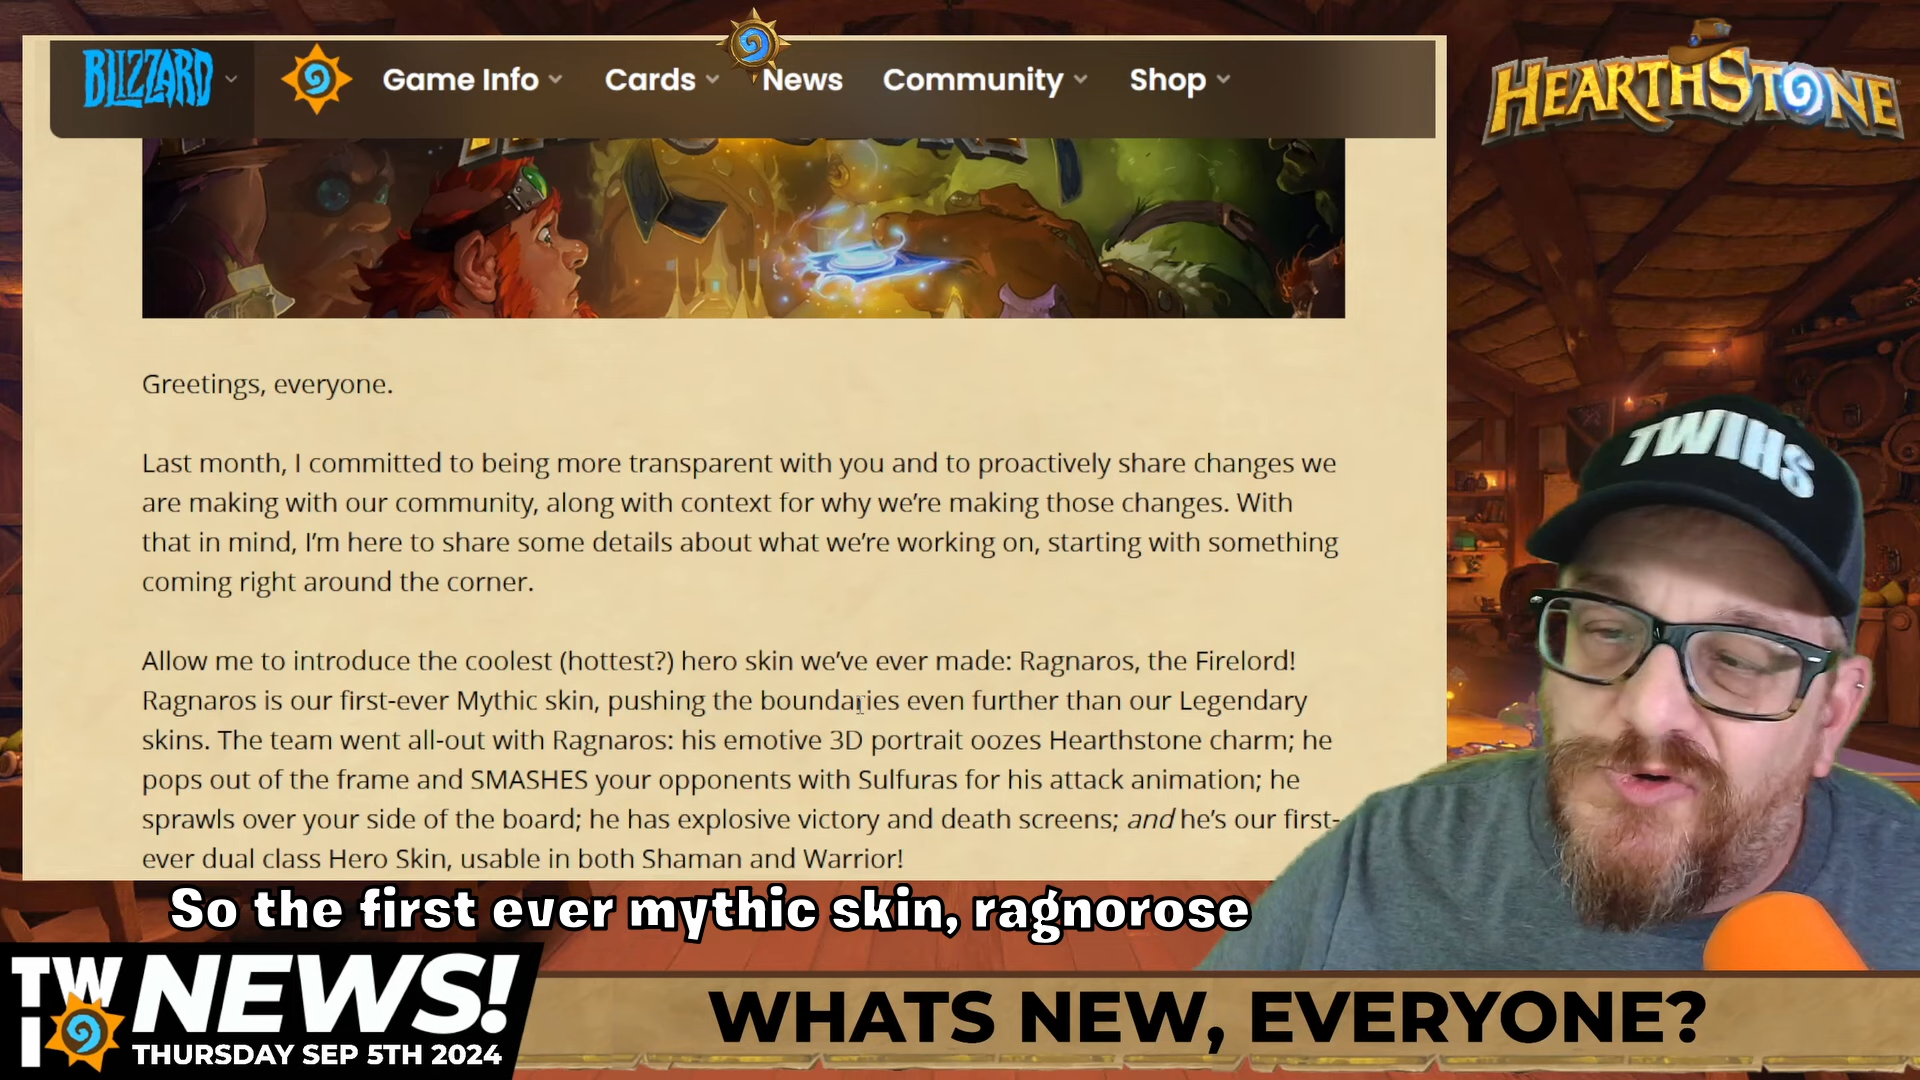 BLIZZARD
Game Info
Cards
News
Community
Shop
HEARTHSTONE
Greetings, everyone.
Last month, I committed to being more transparent with you and to proactively share changes we
are making with our community, along with context for why we’re making those changes. With
that in mind, I’m here to share some details about what we’re working on, starting with something
coming right around the corner.
Allow me to introduce the coolest (hottest?) hero skin we’ve ever made: Ragnaros, the Firelord!
Ragnaros is our first-ever Mythic skin, pushing the boundaries even further than our Legendary
skins. The team went all-out with Ragnaros: his emotive 3D portrait oozes Hearthstone charm; he
pops out of the frame and SMASHES your opponents with Sulfuras for his attack animation; he
sprawls over your side of the board; he has explosive victory and death screens; and he’s our first-
ever dual class Hero Skin, usable in both Shaman and Warrior!
TWIHS
So the first ever mythic skin, ragnorose
TW
I
NEWS!
THURSDAY SEP 5TH 2024
WHATS NEW, EVERYONE?